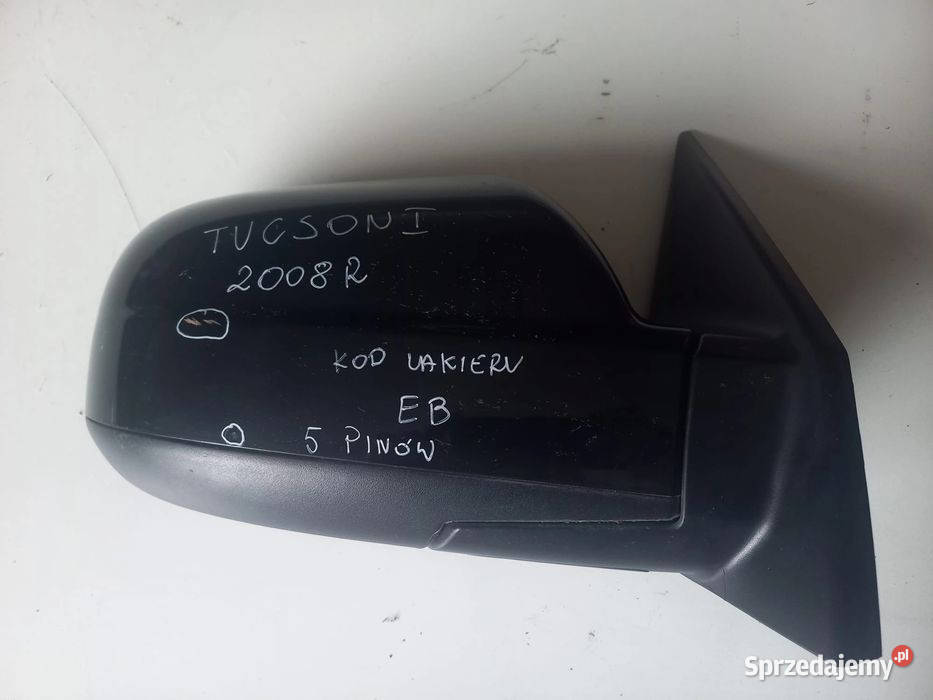 TUCSON I
2008R
KOD LAKIERU
EB
5 PINÓW
Sprzedajemy.pl